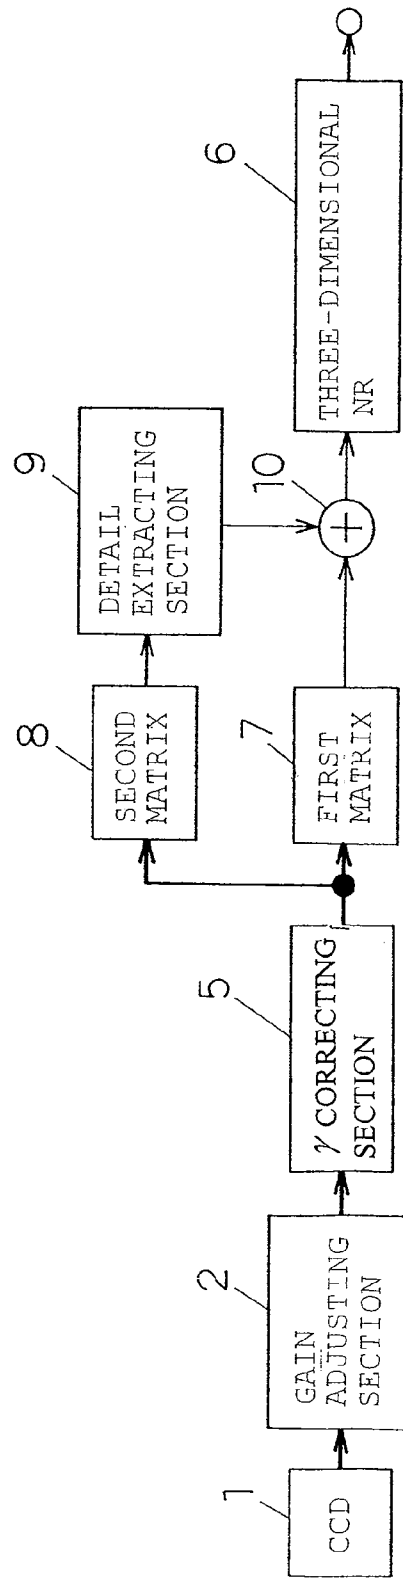 1
CCD
2
GAIN
ADJUSTING
SECTION
5
γ CORRECTING
SECTION
8
SECOND
MATRIX
7
FIRST
MATRIX
9
DETAIL
EXTRACTING
SECTION
10
+
6
THREE-DIMENSIONAL
NR